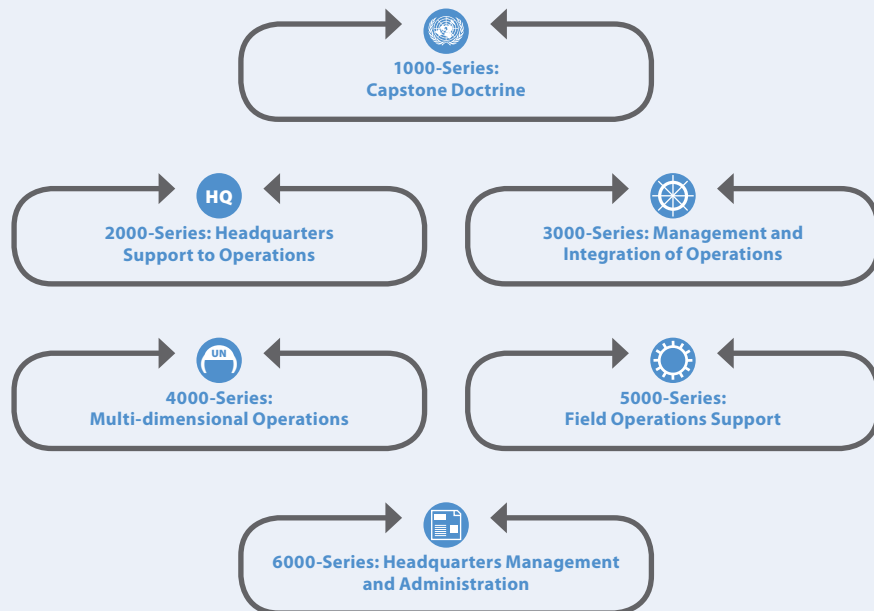 1000-Series:
Capstone Doctrine
HQ
2000-Series: Headquarters
Support to Operations
3000-Series: Management and
Integration of Operations
UN
4000-Series:
Multi-dimensional Operations
5000-Series:
Field Operations Support
6000-Series: Headquarters Management
and Administration